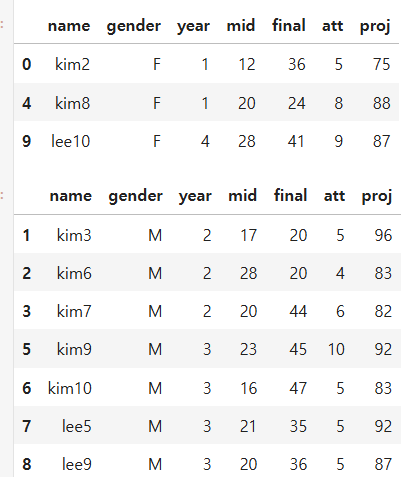 name gender year mid final att proj
0 kim2 F 1 12 36 5 75
4 kim8 F 1 20 24 8 88
9 lee10 F 4 28 41 9 87
name gender year mid final att proj
1 kim3 M 2 17 20 5 96
2 kim6 M 2 28 20 4 83
3 kim7 M 2 20 44 6 82
5 kim9 M 3 23 45 10 92
6 kim10 M 3 16 47 5 83
7 lee5 M 3 21 35 5 92
8 lee9 M 3 20 36 5 87